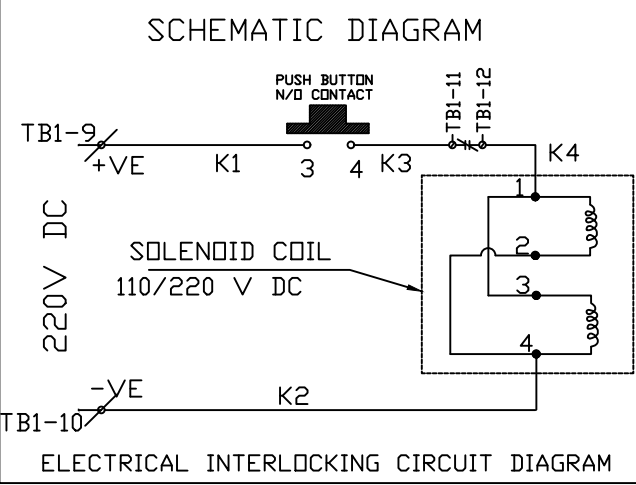 SCHEMATIC DIAGRAM
PUSH BUTTON
N/O CONTACT
TB1-11
TB1-12
TB1-9
+VE
K1
3
4
K3
K4
1
2
3
4
220V DC
SOLENOID COIL
110/220 V DC
-VE
K2
TB1-10
ELECTRICAL INTERLOCKING CIRCUIT DIAGRAM